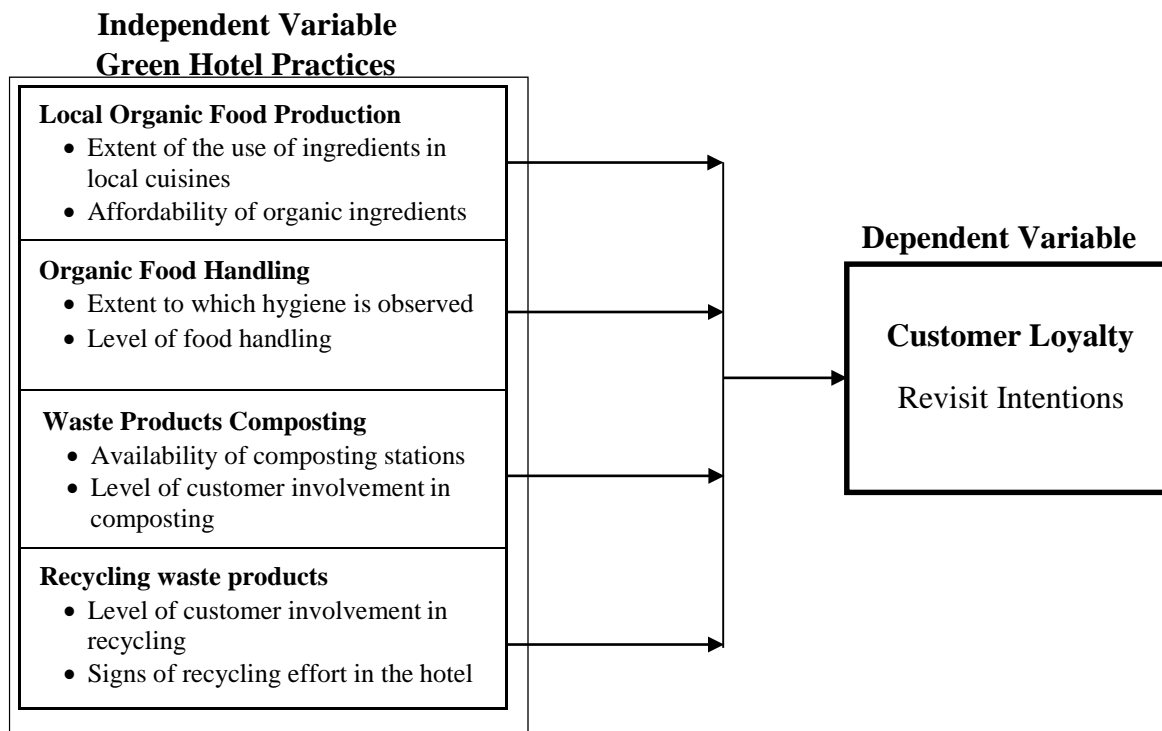 Independent Variable
Green Hotel Practices
Local Organic Food Production
• Extent of the use of ingredients in
local cuisines
• Affordability of organic ingredients
Organic Food Handling
• Extent to which hygiene is observed
• Level of food handling
Waste Products Composting
• Availability of composting stations
• Level of customer involvement in
composting
Recycling waste products
• Level of customer involvement in
recycling
• Signs of recycling effort in the hotel
Dependent Variable
Customer Loyalty
Revisit Intentions